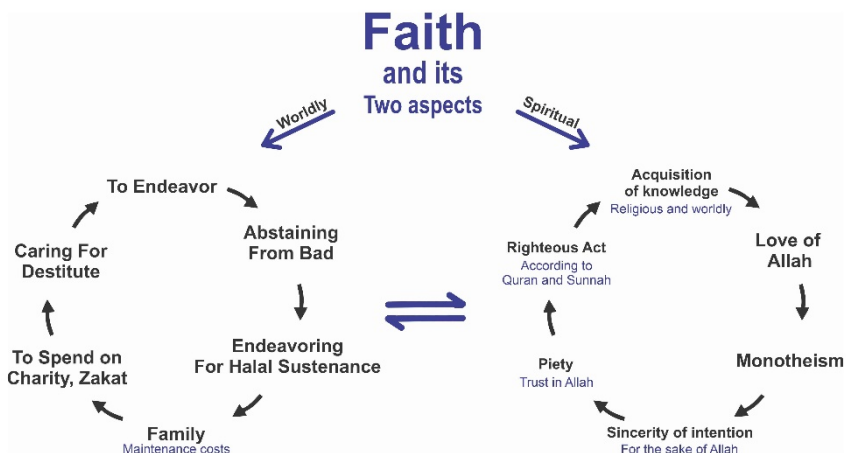 Faith
and its
Two aspects
Worldly
Spiritual
To Endeavor
Abstaining
From Bad
Endeavoring
For Halal Sustenance
Family
Maintenance costs
To Spend on
Charity, Zakat
Caring For
Destitute
Acquisition
of knowledge
Religious and worldly
Love of
Allah
Monotheism
Sincerity of intention
For the sake of Allah
Piety
Trust in Allah
Righteous Act
According to
Quran and Sunnah